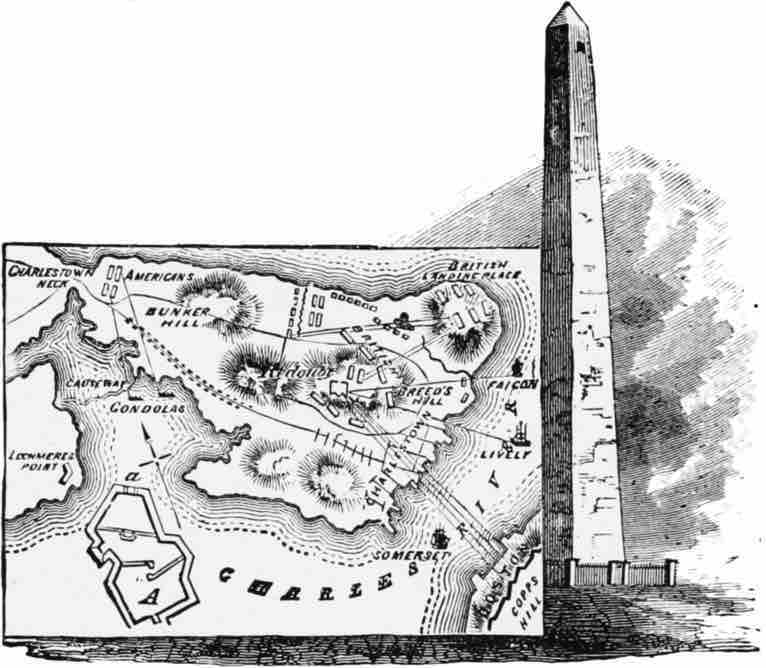 CHARLESTOWN
NECK
AMERICANS
BRITISH
LANDING PLACE
BUNKER
HILL
Redoubt
BREED'S
HILL
FALCON
CAUSEWAY
GONDOLAS
CHARLESTOWN
LIVELY
LECHMERES
POINT
a
SOMERSET
A
CHARLES
RIVER
BOSTON
COPPS
HILL